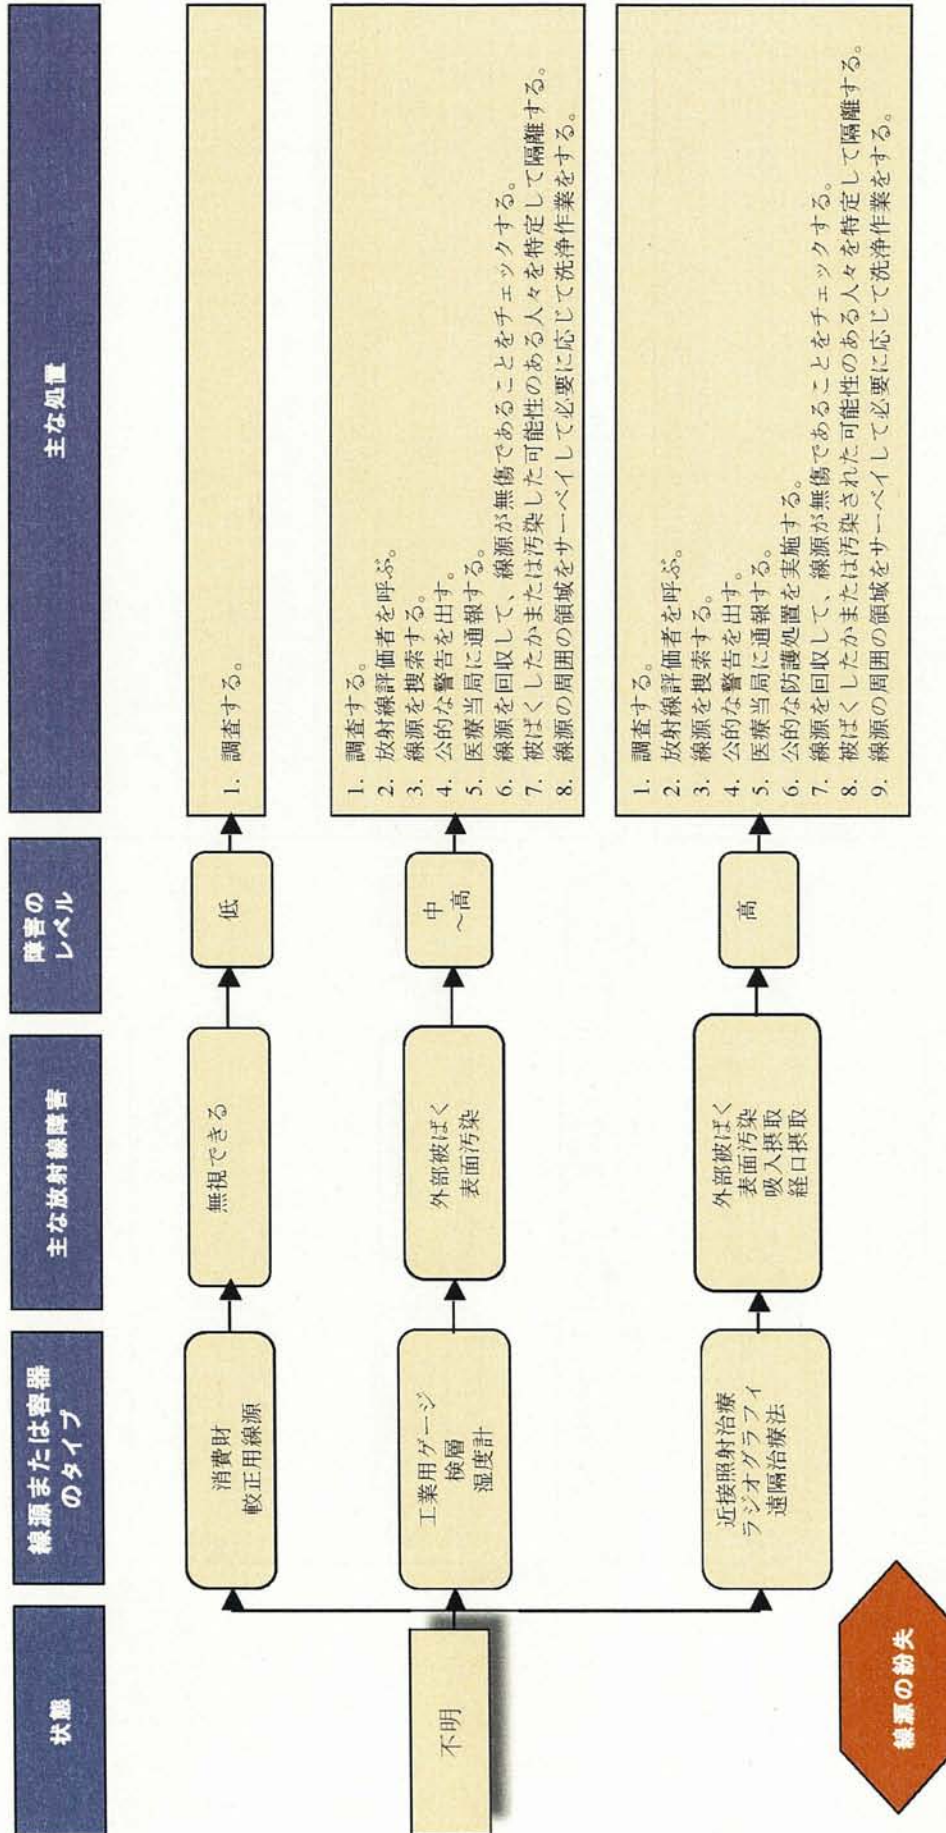 状態
線源または容器
のタイプ
主な放射線障害
障害の
レベル
主な処置
不明
消費財
較正用線源
無視できる
低
1. 調査する。
工業用ゲージ
検層
湿度計
外部被ばく
表面汚染
中
～高
1. 調査する。
2. 放射線評価者を呼ぶ。
3. 線源を捜索する。
4. 公的な警告を出す。
5. 医療当局に通報する。
6. 線源を回収して、線源が無傷であることをチェックする。
7. 被ばくしたかまたは汚染した可能性のある人々を特定して隔離する。
8. 線源の周囲の領域をサーベイして必要に応じて洗浄作業をする。
近接照射治療
ラジオグラフィ
遠隔治療法
外部被ばく
表面汚染
吸入摂取
経口摂取
高
1. 調査する。
2. 放射線評価者を呼ぶ。
3. 線源を捜索する。
4. 公的な警告を出す。
5. 医療当局に通報する。
6. 公的な防護処置を実施する。
7. 線源を回収して、線源が無傷であることをチェックする。
8. 被ばくしたかまたは汚染された可能性のある人々を特定して隔離する。
9. 線源の周囲の領域をサーベイして必要に応じて洗浄作業をする。
線源の紛失